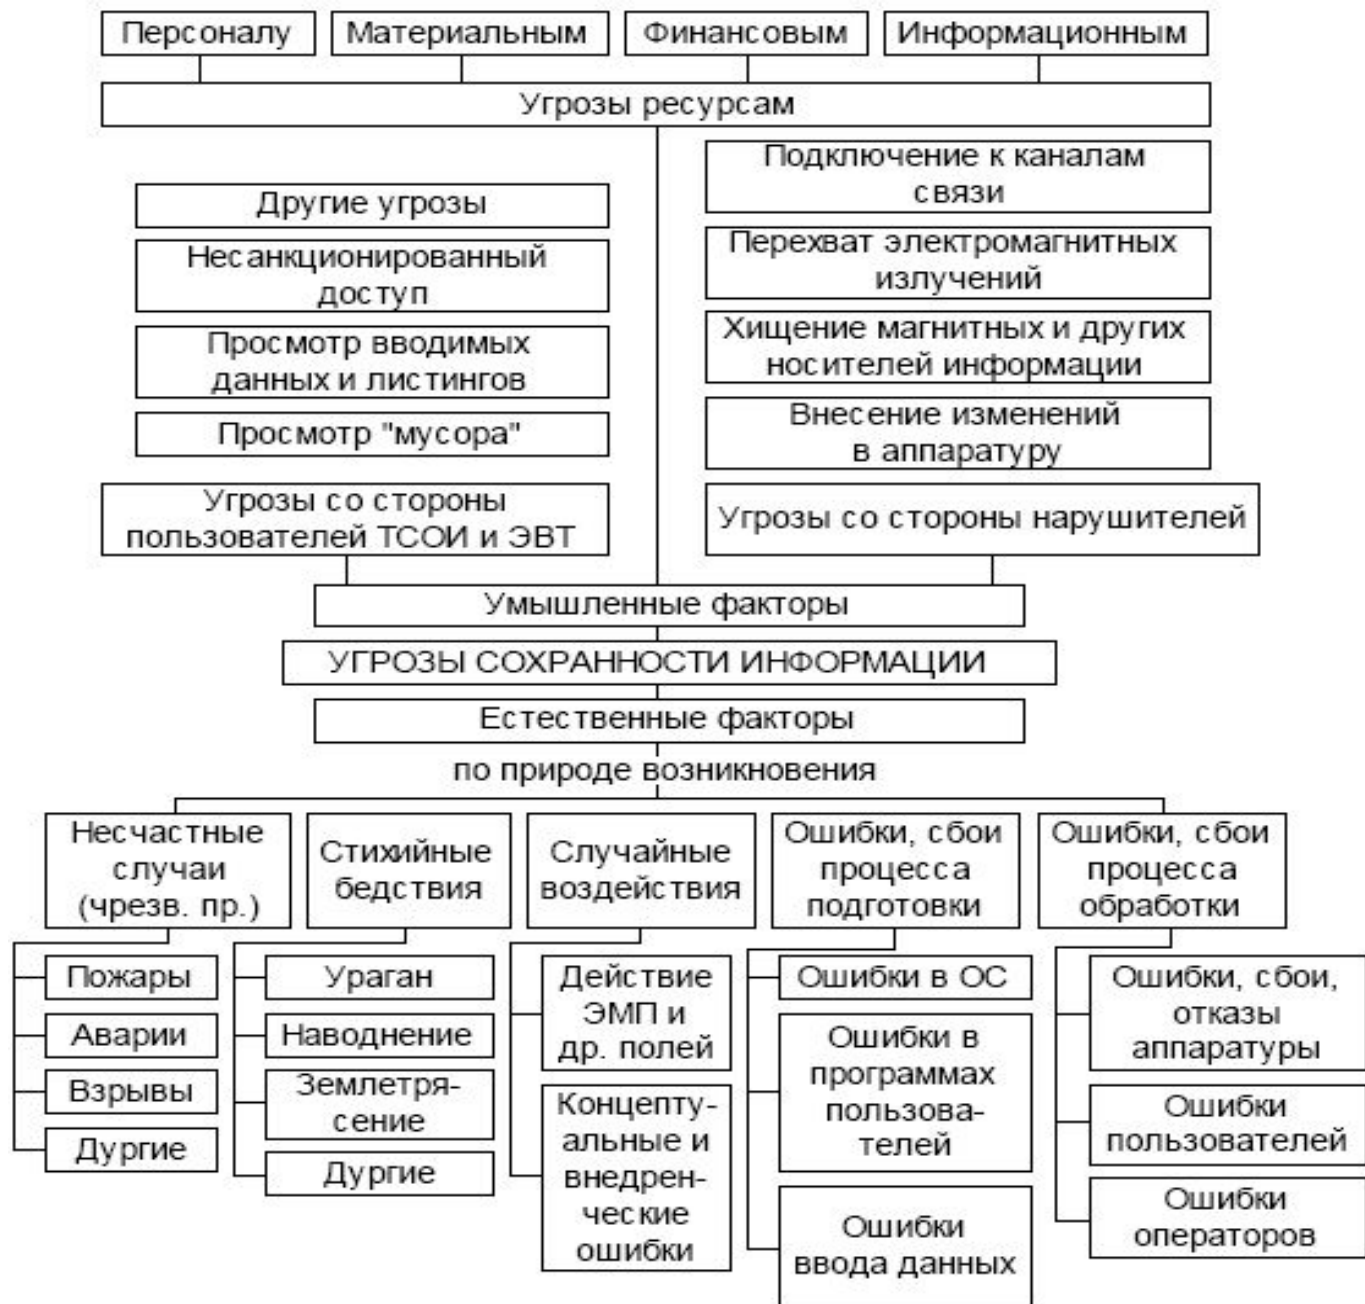 Персоналу
Материальным
Финансовым
Информационным
Угрозы ресурсам
Другие угрозы
Несанкционированный
доступ
Просмотр вводимых
данных и листингов
Просмотр "мусора"
Угрозы со стороны
пользователей ТСОИ и ЭВТ
Подключение к каналам
связи
Перехват электромагнитных
излучений
Хищение магнитных и других
носителей информации
Внесение изменений
в аппаратуру
Угрозы со стороны нарушителей
Умышленные факторы
УГРОЗЫ СОХРАННОСТИ ИНФОРМАЦИИ
Естественные факторы
по природе возникновения
Несчастные
случаи
(чрезв. пр.)
Пожары
Аварии
Взрывы
Дургие
Стихийные
бедствия
Ураган
Наводнение
Землетря-
сение
Дургие
Случайные
воздействия
Действие
ЭМП и
др. полей
Концепту-
альные и
внедрен-
ческие
ошибки
Ошибки, сбои
процесса
подготовки
Ошибки в ОС
Ошибки в
программах
пользова-
телей
Ошибки
ввода данных
Ошибки, сбои
процесса
обработки
Ошибки, сбои,
отказы
аппаратуры
Ошибки
пользователей
Ошибки
операторов